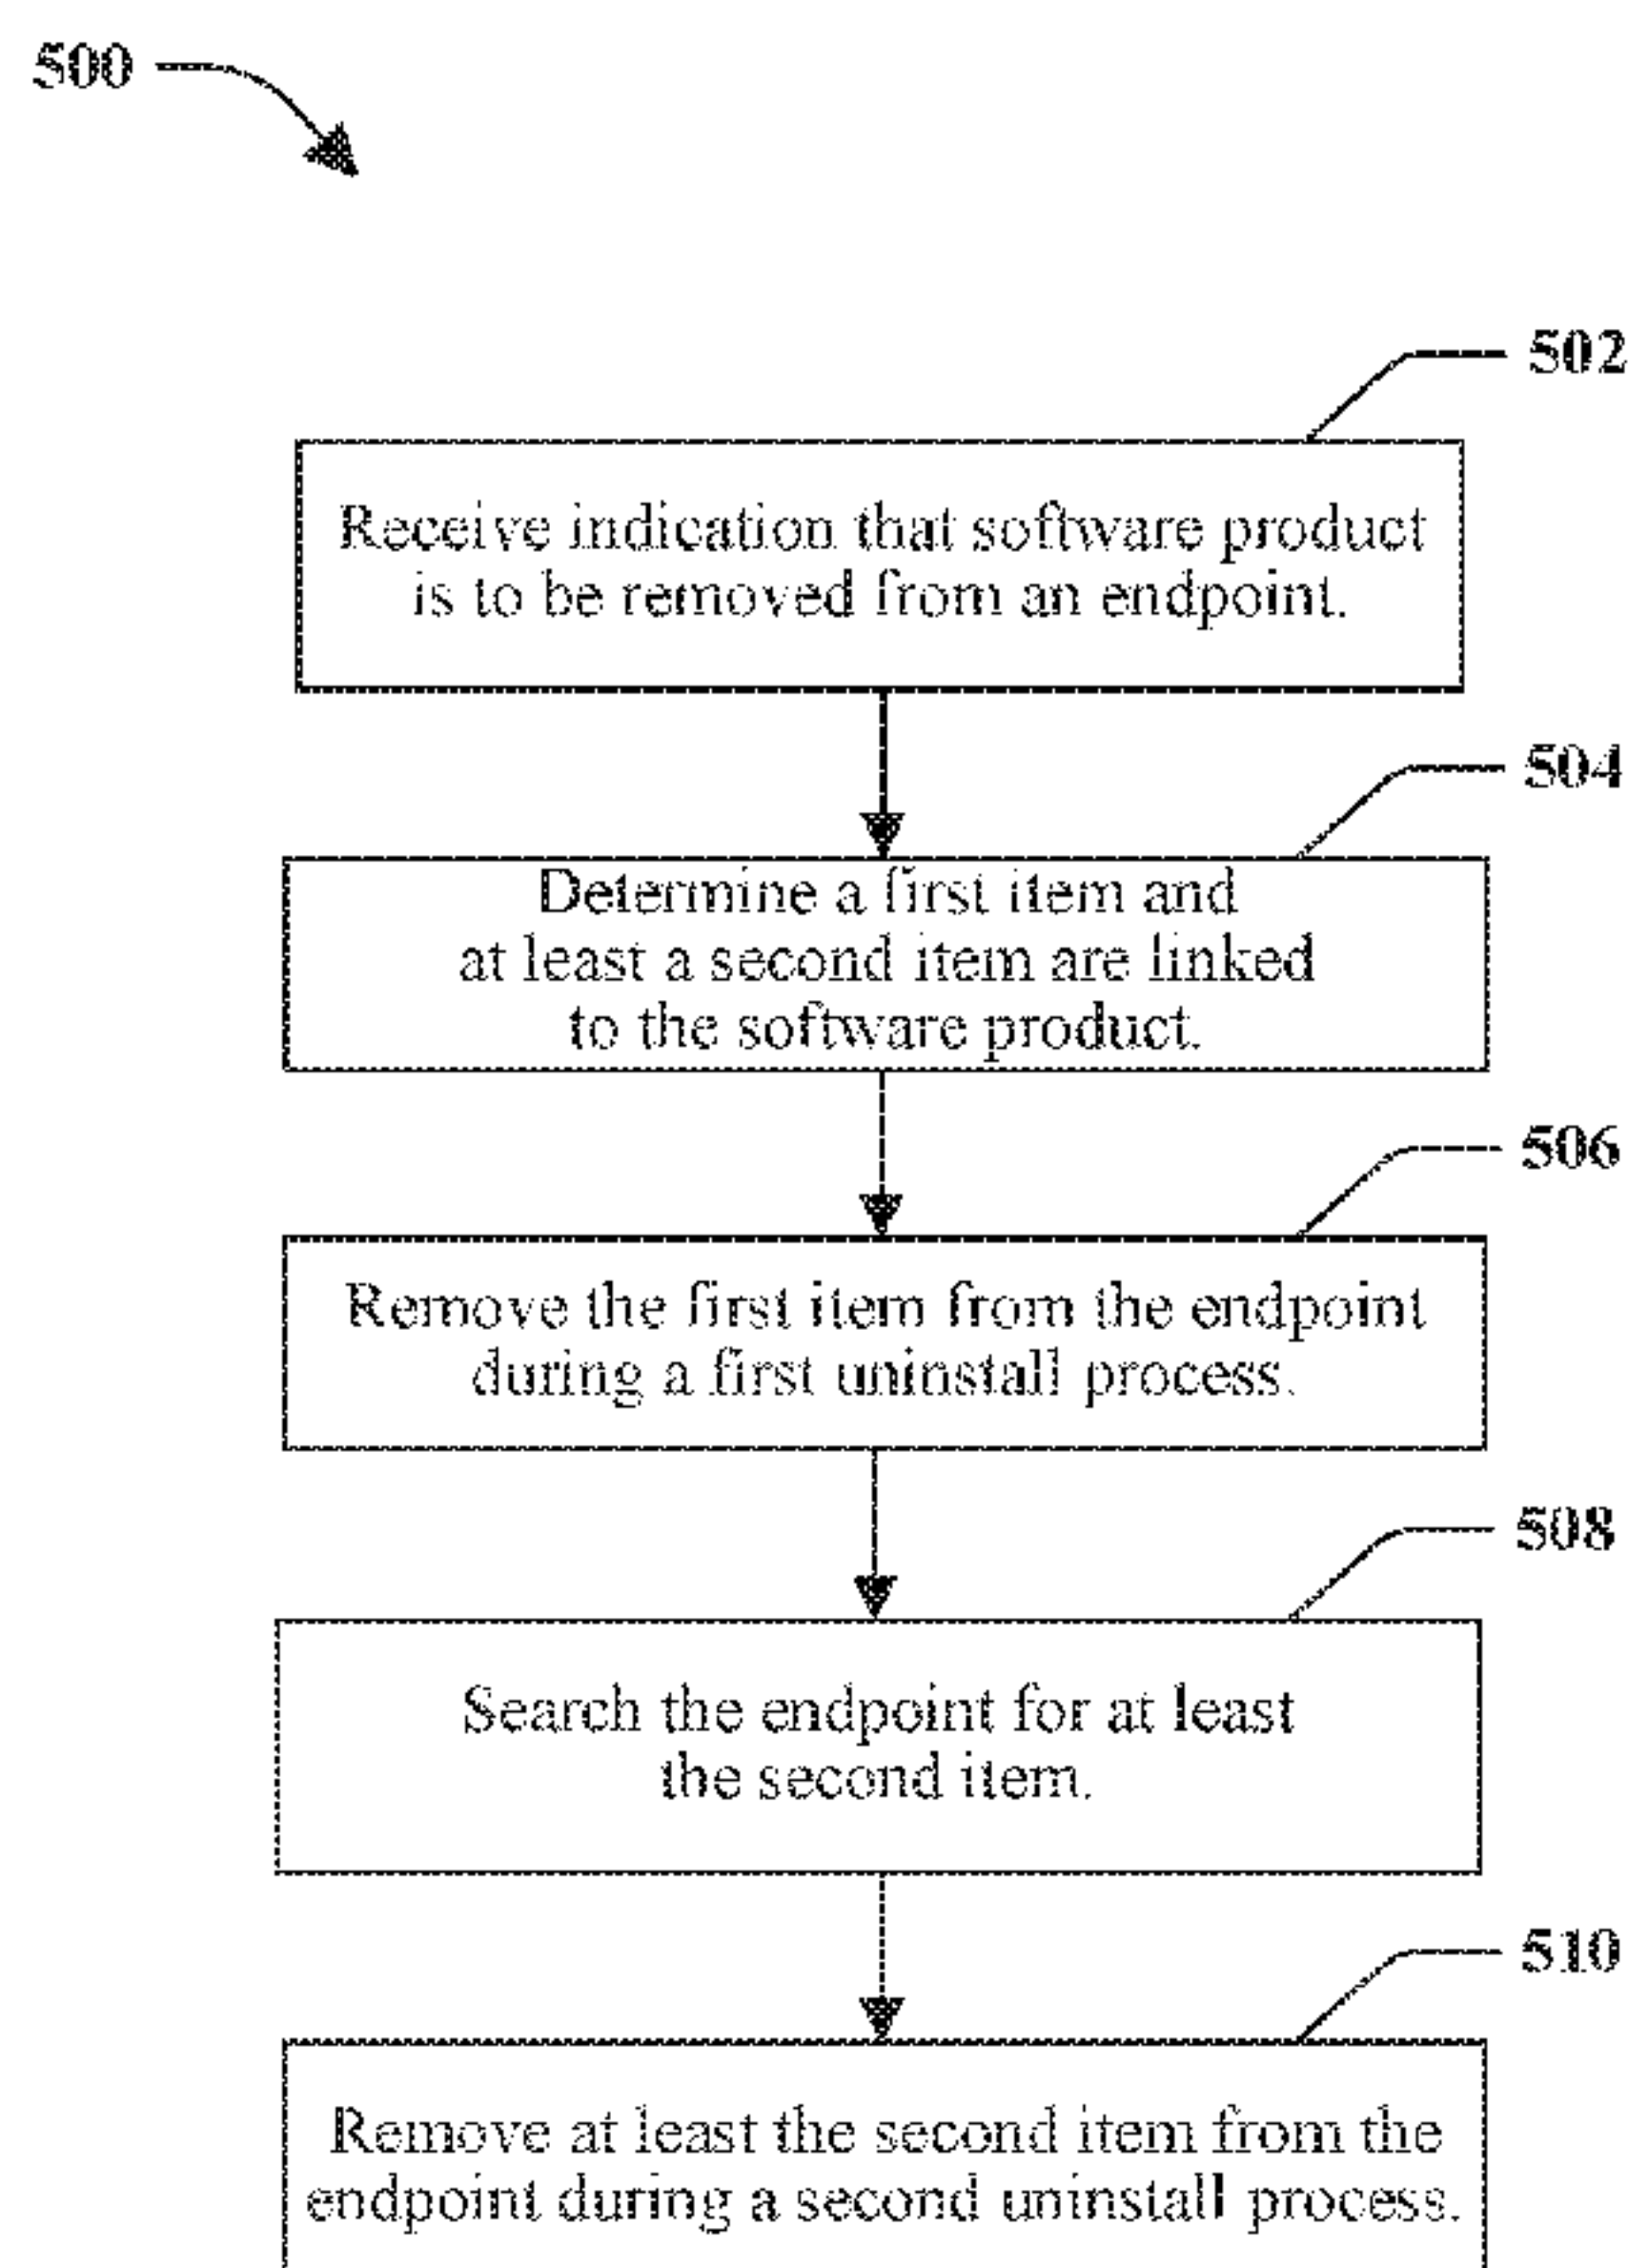 500
502
Receive indication that software product
is to be removed from an endpoint.
504
Determine a first item and
at least a second item are linked
to the software product.
506
Remove the first item from the endpoint
during a first uninstall process.
508
Search the endpoint for at least
the second item.
510
Remove at least the second item from the
endpoint during a second uninstall process.